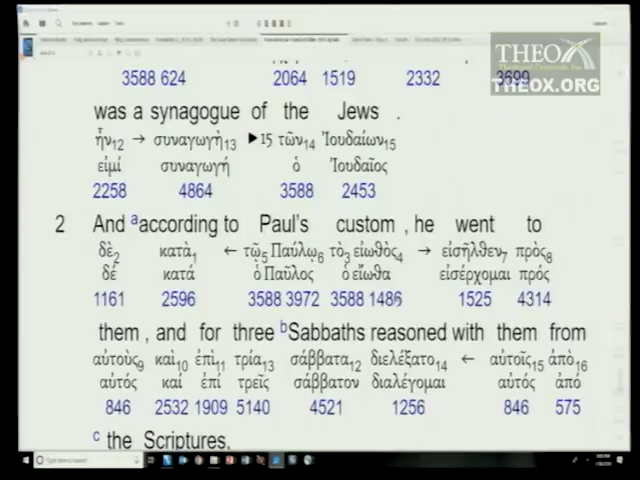 THEOX
THEOX.ORG
3588 624 2064 1519 2332 3699
was a synagogue of the Jews .
ἦν12 → συναγωγὴ13 ▶15 τῶν14 Ἰουδαίων15
εἰμί συναγωγή ὁ Ἰουδαῖος
2258 4864 3588 2453
2 And aaccording to Paul's custom , he went to
δὲ2 κατὰ1 ← τῷ5 Παύλῳ6 τὸ3 εἰωθὸς4 → εἰσῆλθεν7 πρὸς8
δέ κατά ὁ Παῦλος ὁ εἴωθα εἰσέρχομαι πρός
1161 2596 3588 3972 3588 1486 1525 4314
them , and for three bSabbaths reasoned with them from
αὐτοὺς9 καὶ10 ἐπὶ11 τρία13 σάββατα12 διελέξατο14 ← αὐτοῖς15 ἀπὸ16
αὐτός καί ἐπί τρεῖς σάββατον διαλέγομαι αὐτός ἀπό
846 2532 1909 5140 4521 1256 846 575
c the Scriptures,